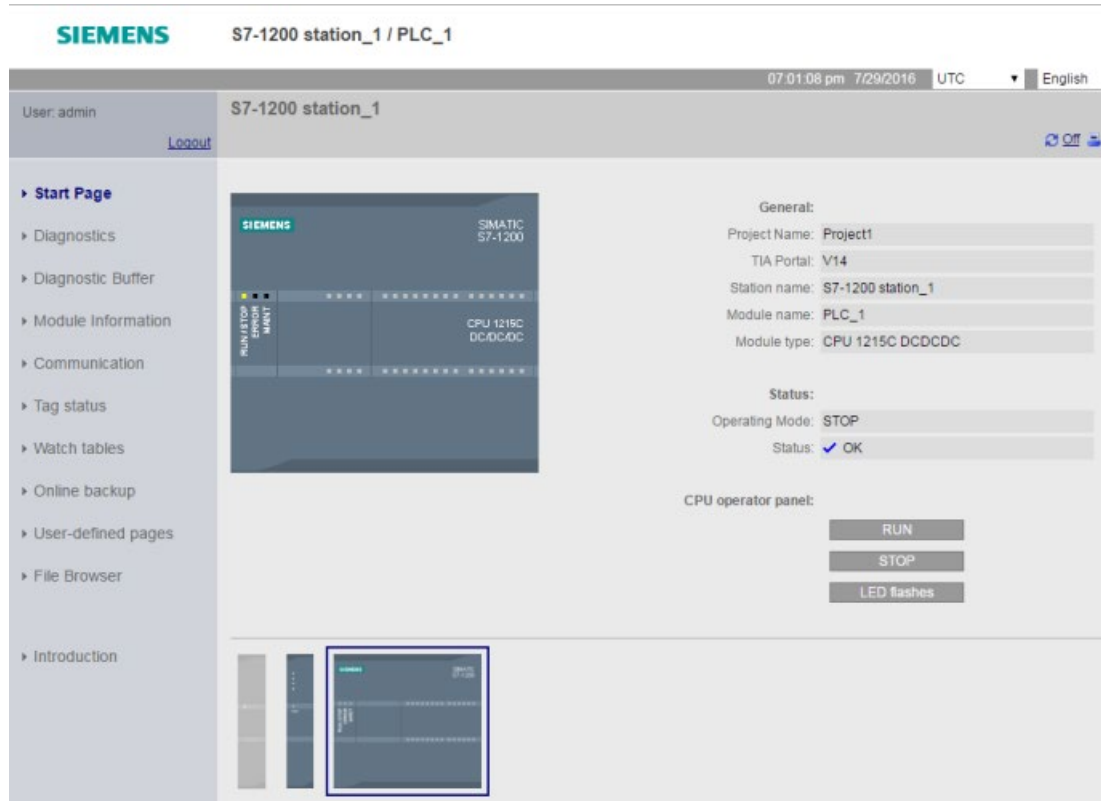 SIEMENS S7-1200 station_1 / PLC_1
07:01:08 pm 7/29/2016 UTC English
User: admin S7-1200 station_1
Logout Off
Start Page
Diagnostics
Diagnostic Buffer
Module Information
Communication
Tag status
Watch tables
Online backup
User-defined pages
File Browser
Introduction
SIEMENS SIMATIC
S7-1200
RUN / STOP
ERROR
MAINT
CPU 1215C
DC/DC/DC
General:
Project Name: Project1
TIA Portal: V14
Station name: S7-1200 station_1
Module name: PLC_1
Module type: CPU 1215C DCDCDC
Status:
Operating Mode: STOP
Status: OK
CPU operator panel:
RUN
STOP
LED flashes
SIEMENS